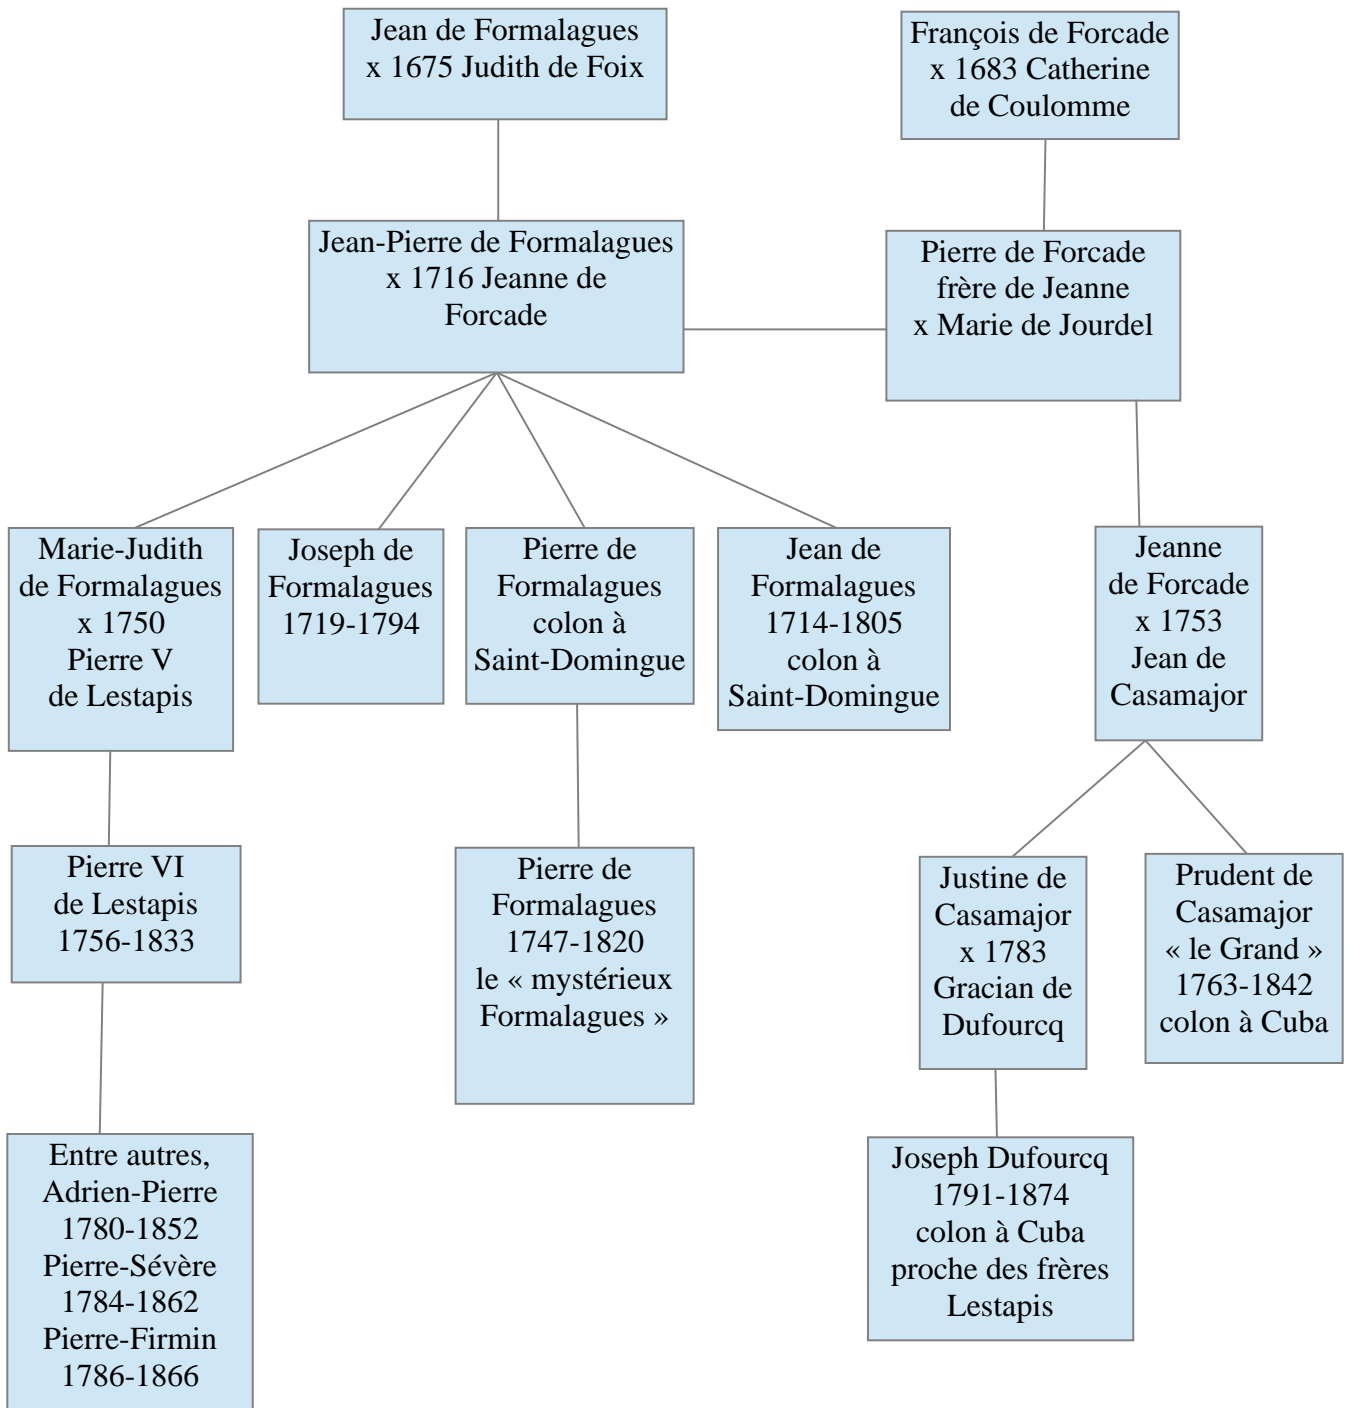 Jean de Formalagues
x 1675 Judith de Foix
François de Forcade
x 1683 Catherine
de Coulomme
Jean-Pierre de Formalagues
x 1716 Jeanne de
Forcade
Pierre de Forcade
frère de Jeanne
x Marie de Jourdel
Marie-Judith
de Formalagues
x 1750
Pierre V
de Lestapis
Joseph de
Formalagues
1719-1794
Pierre de
Formalagues
colon à
Saint-Domingue
Jean de
Formalagues
1714-1805
colon à
Saint-Domingue
Jeanne
de Forcade
x 1753
Jean de
Casamajor
Pierre VI
de Lestapis
1756-1833
Pierre de
Formalagues
1747-1820
le « mystérieux
Formalagues »
Justine de
Casamajor
x 1783
Gracian de
Dufourcq
Prudent de
Casamajor
« le Grand »
1763-1842
colon à Cuba
Entre autres,
Adrien-Pierre
1780-1852
Pierre-Sévère
1784-1862
Pierre-Firmin
1786-1866
Joseph Dufourcq
1791-1874
colon à Cuba
proche des frères
Lestapis